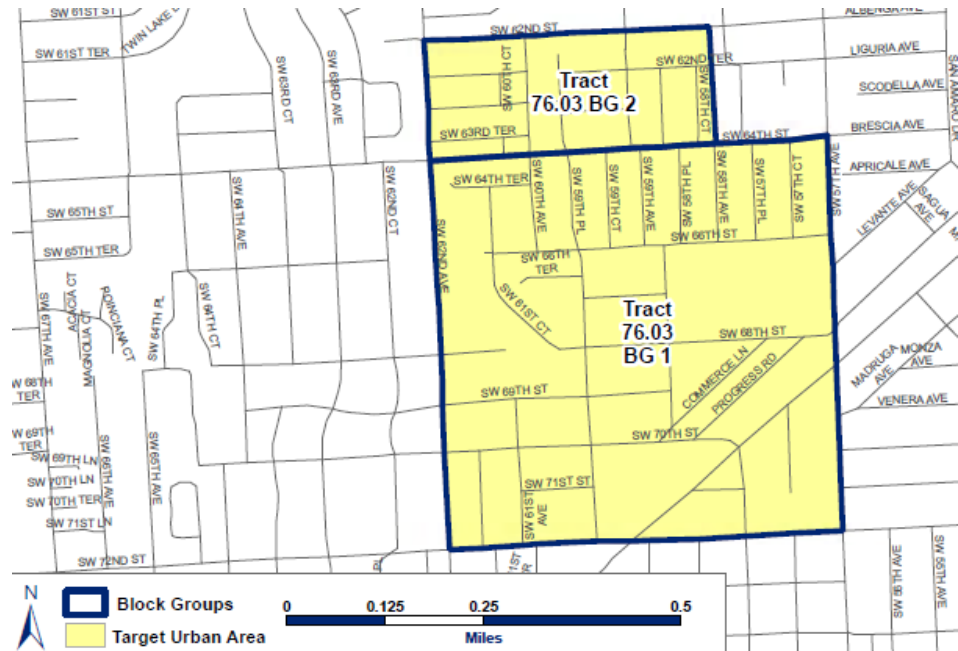 SW 61ST ST
TWIN LAKE D
SW 61ST TER
SW 63RD CT
SW 63RD AVE
SW 62ND ST
SW 60TH CT
SW 62ND TER
SW 58TH CT
Tract
76.03 BG 2
SW 63RD TER
SW 64TH ST
ALBENGA AVE
LIGURIA AVE
SCODELLA AVE
SAN AMARO DR
BRESCIA AVE
APRICALE AVE
SW 57TH AVE
LEVANTE AVE
SAGUA
AVE
SW 64TH TER
SW 60TH AVE
SW 59TH PL
SW 59TH CT
SW 59TH AVE
SW 58TH PL
SW 58TH AVE
SW 57TH PL
SW 57TH CT
SW 64TH AVE
SW 62ND CT
SW 62ND AVE
SW 65TH ST
SW 65TH TER
SW 66TH ST
SW 66TH
TER
SW 61ST CT
SW 67TH AVE
ACACIA CT
MAGNOLIA CT
ROINCIANA CT
SW 64TH PL
SW 64TH CT
Tract
76.03
BG 1
SW 68TH ST
COMMERCE LN
PROGRESS RD
MADRUGA
AVE
MONZA
AVE
VENERA AVE
SW 68TH
TER
SW 69TH ST
W 69TH
TER
SW 70TH ST
SW 69TH LN
SW 70TH LN
SW 70TH TER
SW 71ST LN
SW 66TH AVE
SW 65TH AVE
SW 71ST ST
SW 61ST
AVE
SW 72ND ST
SW 56TH AVE
SW 55TH AVE
N
Block Groups
Target Urban Area
0 0.125 0.25 0.5
Miles